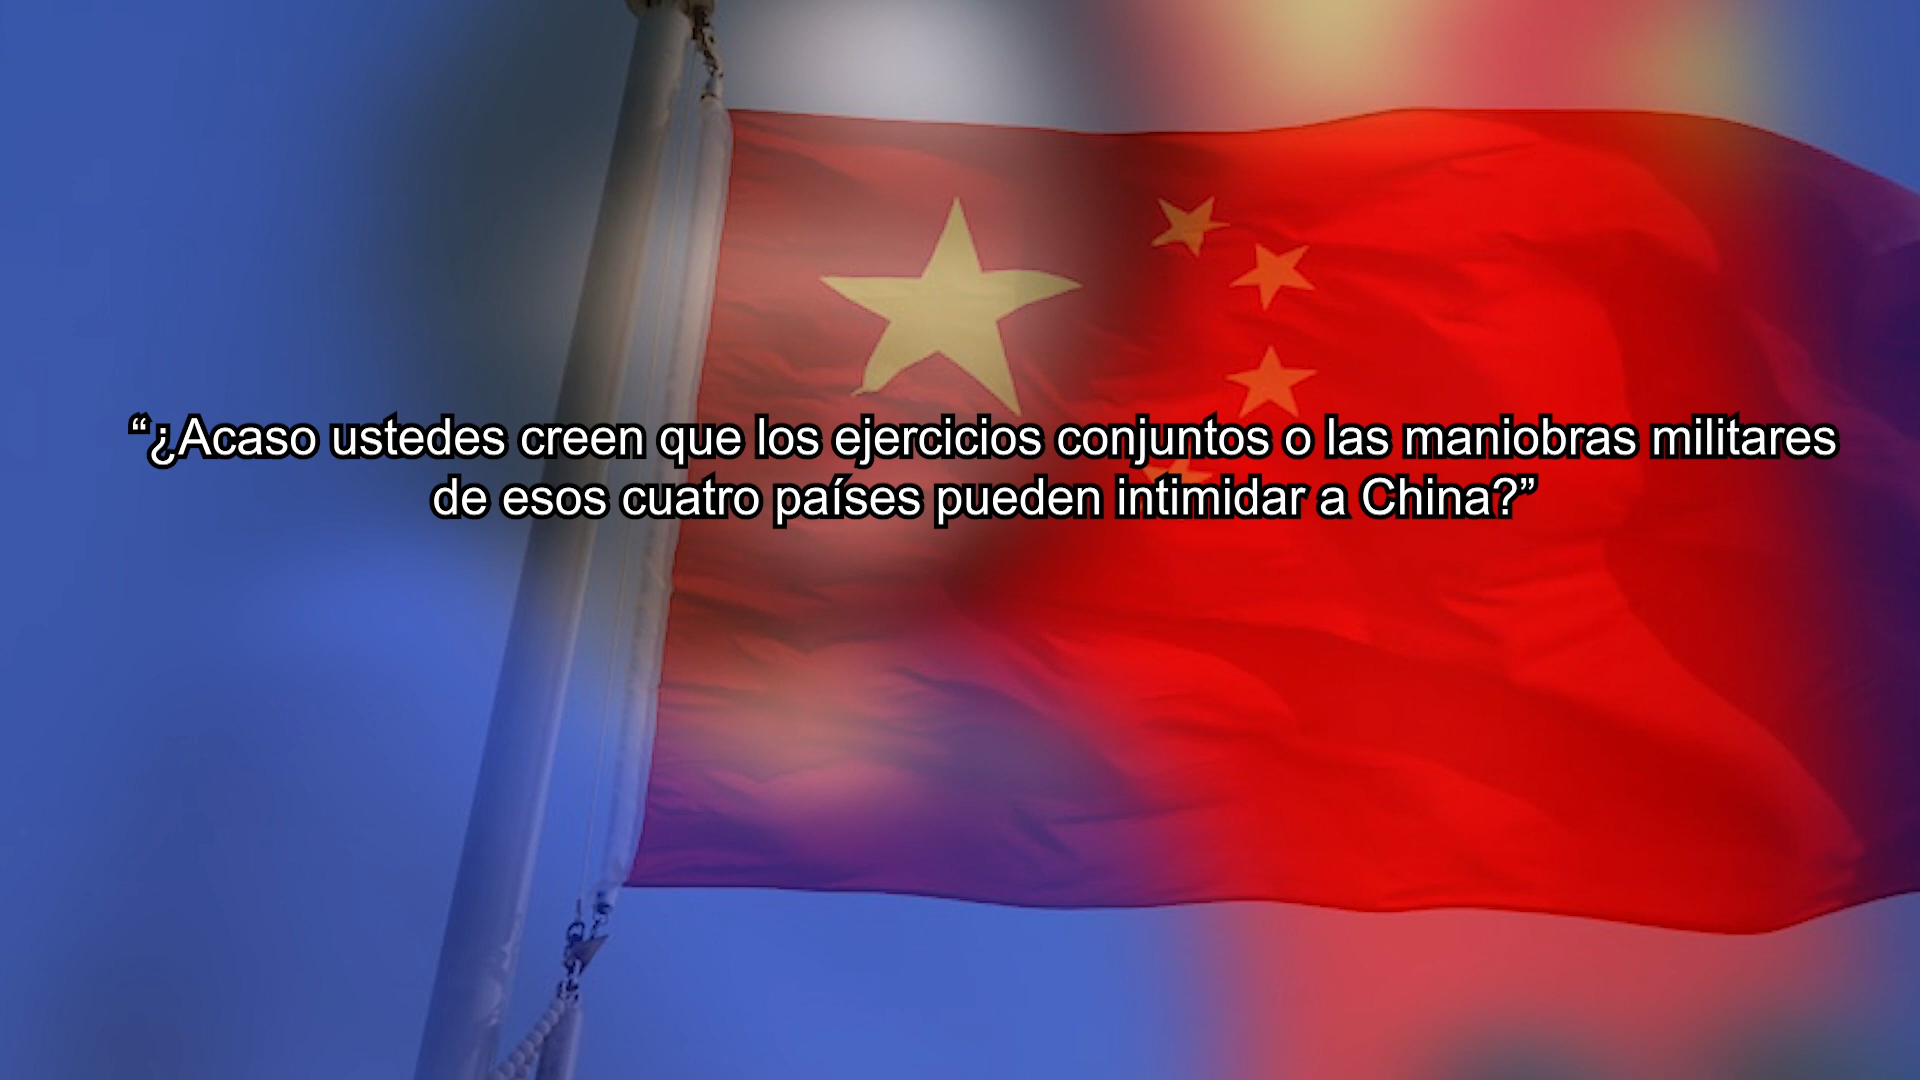 “¿Acaso ustedes creen que los ejercicios conjuntos o las maniobras militares
de esos cuatro países pueden intimidar a China?”